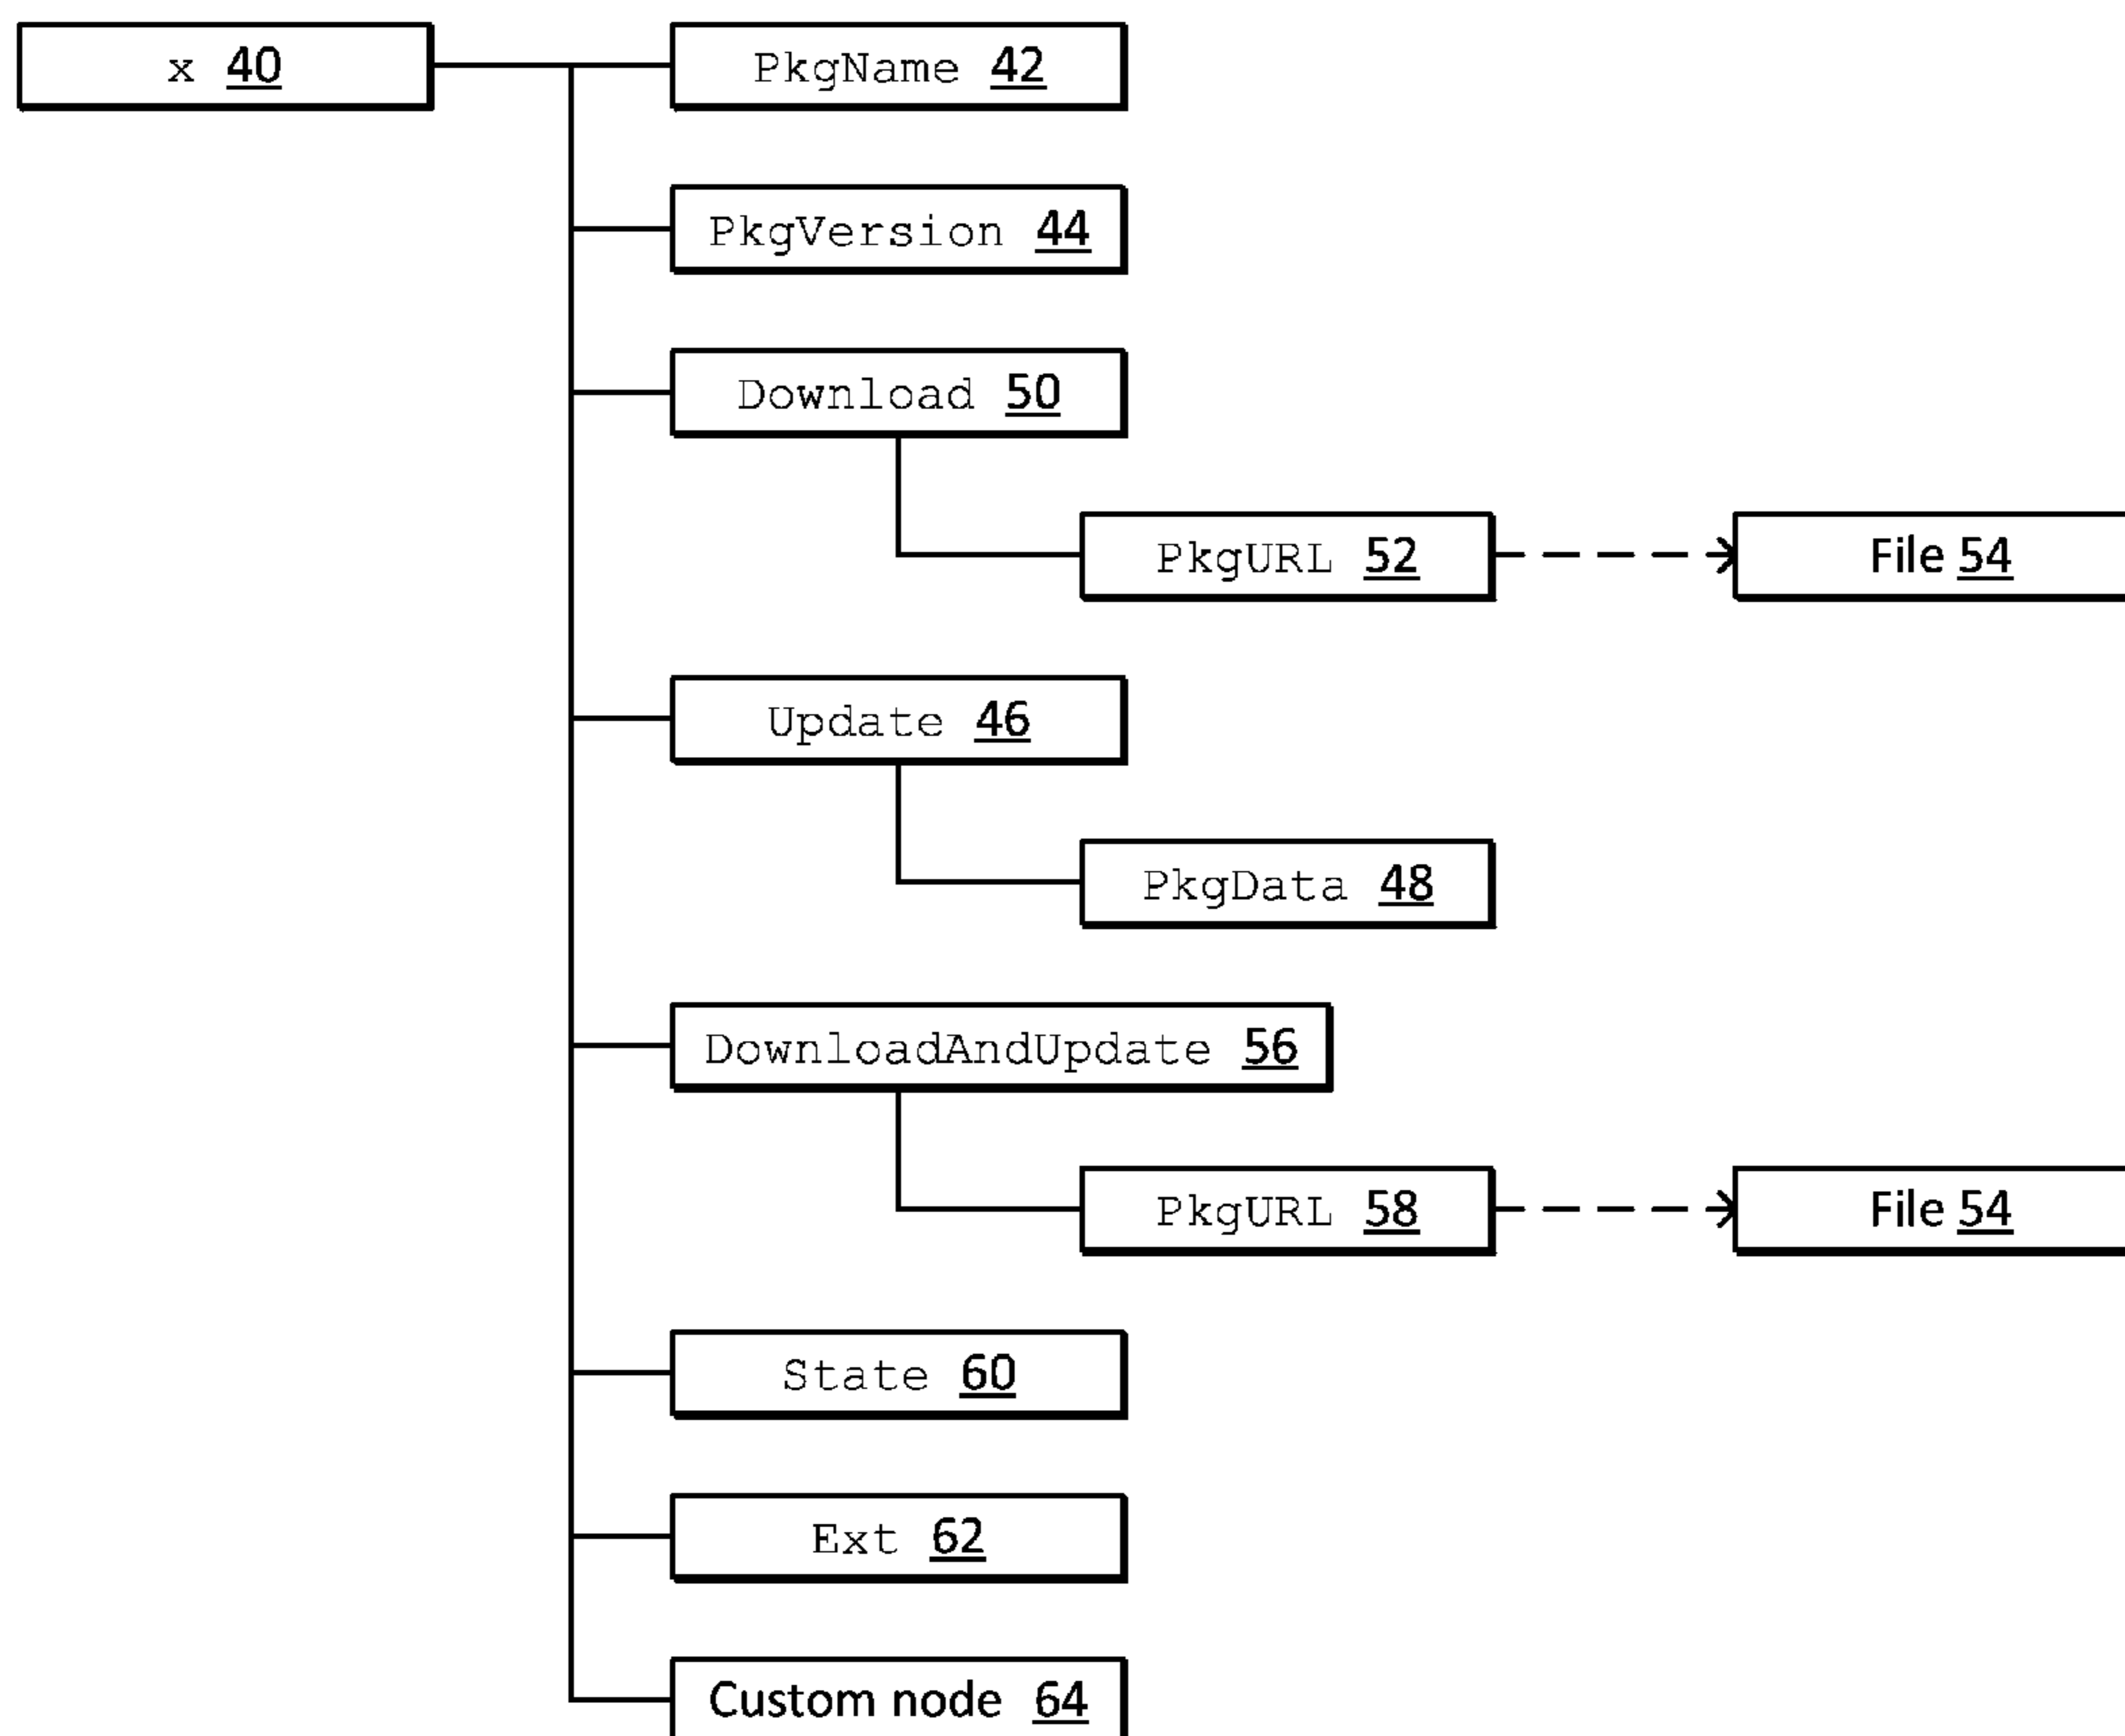 x 40
PkgName 42
PkgVersion 44
Download 50
PkgURL 52
File 54
Update 46
PkgData 48
DownloadAndUpdate 56
PkgURL 58
File 54
State 60
Ext 62
Custom node 64